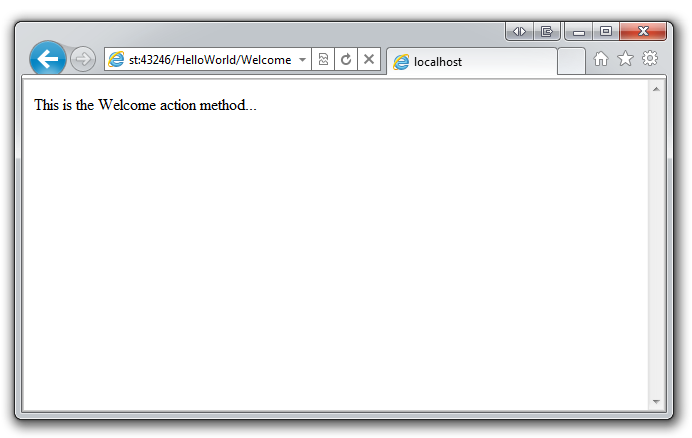 st:43246/HelloWorld/Welcome
localhost
This is the Welcome action method...